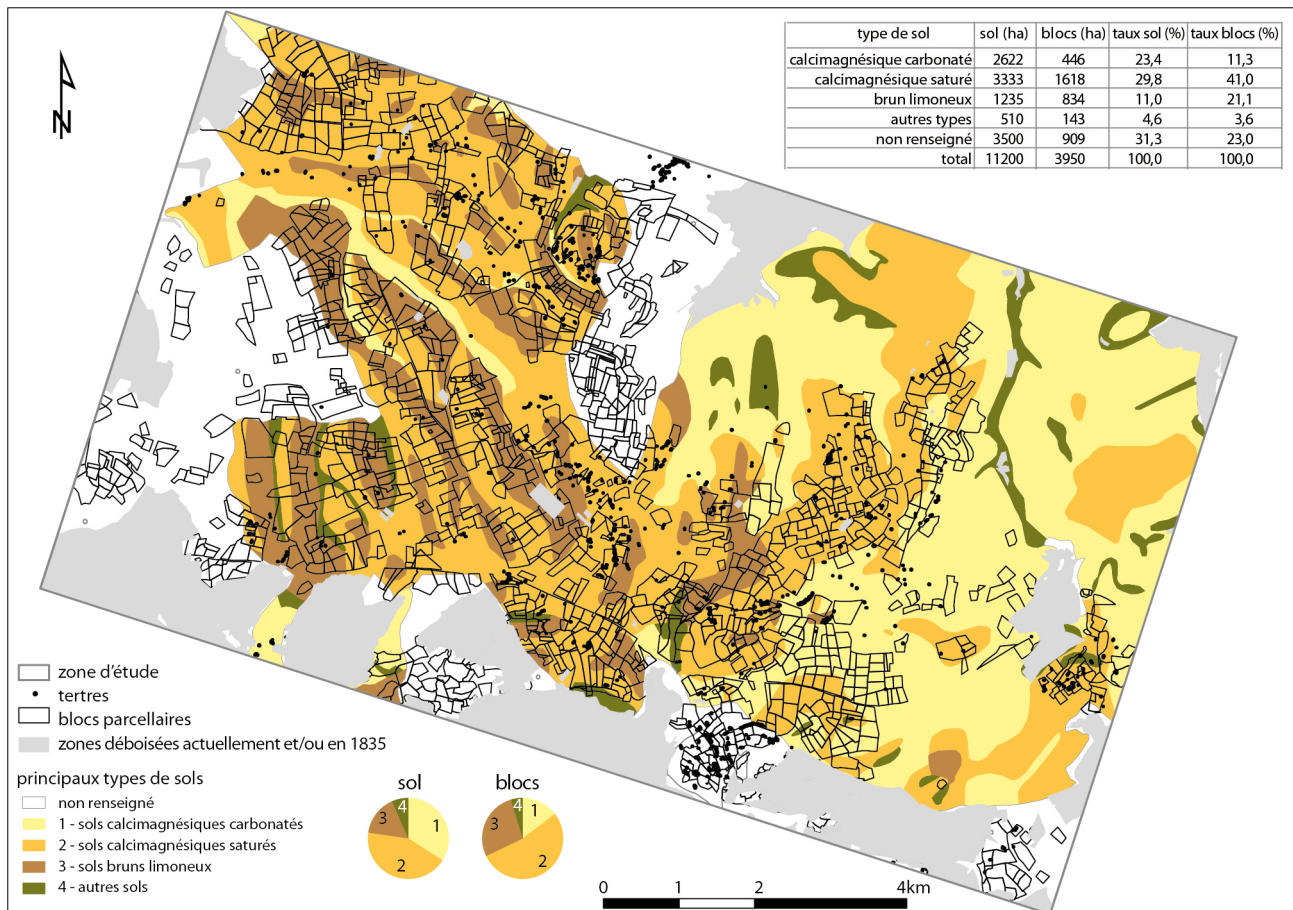 type de sol sol (ha) blocs (ha) taux sol (%) taux blocs (%)
calcimagnésique carbonaté 2622 446 23,4 11,3
calcimagnésique saturé 3333 1618 29,8 41,0
brun limoneux 1235 834 11,0 21,1
autres types 510 143 4,6 3,6
non renseigné 3500 909 31,3 23,0
total 11200 3950 100,0 100,0
N
zone d'étude
tertres
blocs parcellaires
zones déboisées actuellement et/ou en 1835
principaux types de sols
non renseigné
1 - sols calcimagnésiques carbonatés
2 - sols calcimagnésiques saturés
3 - sols bruns limoneux
4 - autres sols
sol
4
3
1
2
blocs
4
1
3
2
0 1 2 4km